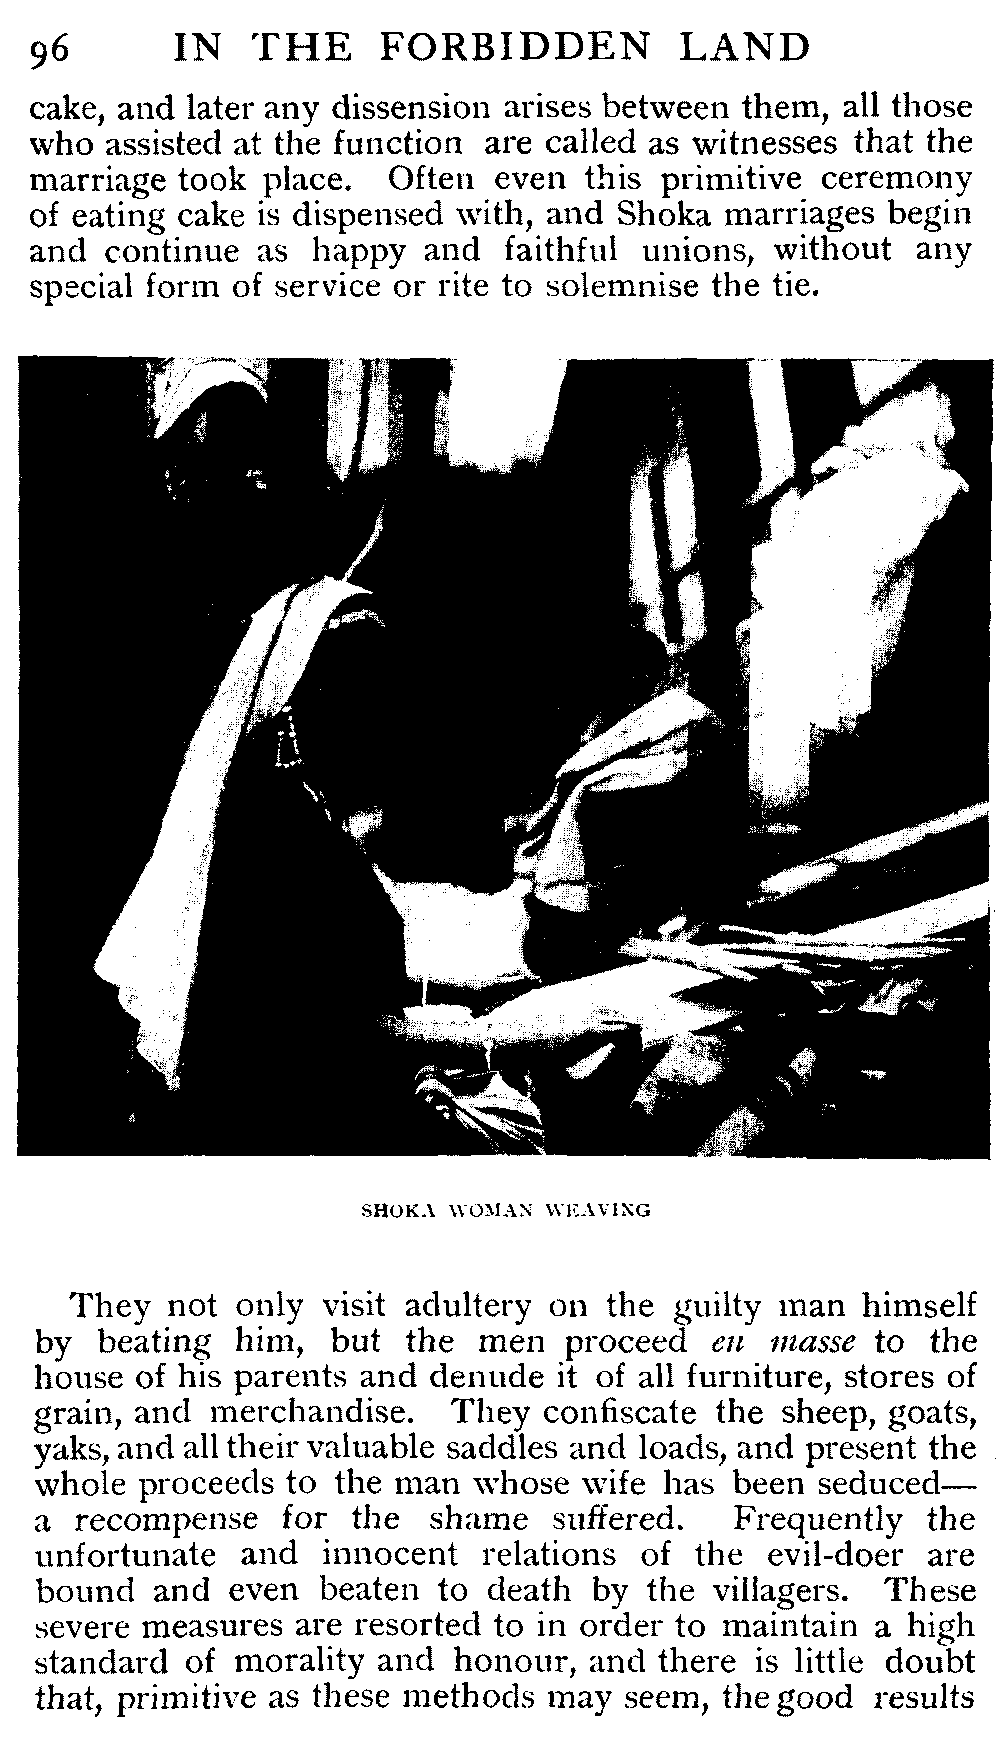 96 IN THE FORBIDDEN LAND
cake, and later any dissension arises between them, all those
who assisted at the function are called as witnesses that the
marriage took place. Often even this primitive ceremony
of eating cake is dispensed with, and Shoka marriages begin
and continue as happy and faithful unions, without any
special form of service or rite to solemnise the tie.
SHOKA WOMAN WEAVING
They not only visit adultery on the guilty man himself
by beating him, but the men proceed en masse to the
house of his parents and denude it of all furniture, stores of
grain, and merchandise. They confiscate the sheep, goats,
yaks, and all their valuable saddles and loads, and present the
whole proceeds to the man whose wife has been seduced—
a recompense for the shame suffered. Frequently the
unfortunate and innocent relations of the evil-doer are
bound and even beaten to death by the villagers. These
severe measures are resorted to in order to maintain a high
standard of morality and honour, and there is little doubt
that, primitive as these methods may seem, the good results